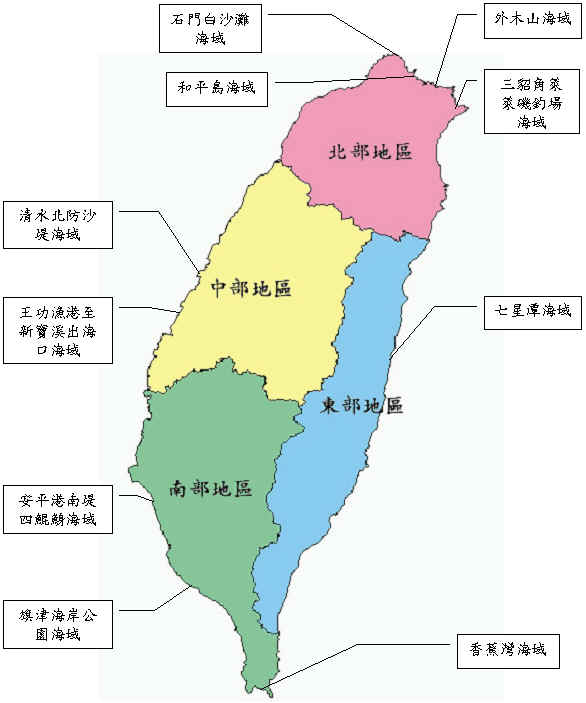 石門白沙灘
海域
外木山海域
和平島海域
三貂角萊
萊磯釣場
海域
北部地區
清水北防沙
堤海域
中部地區
王功漁港至
新寶溪出海
口海域
七星潭海域
東部地區
南部地區
安平港南堤
四鯤鯓海域
旗津海岸公
園海域
香蕉灣海域